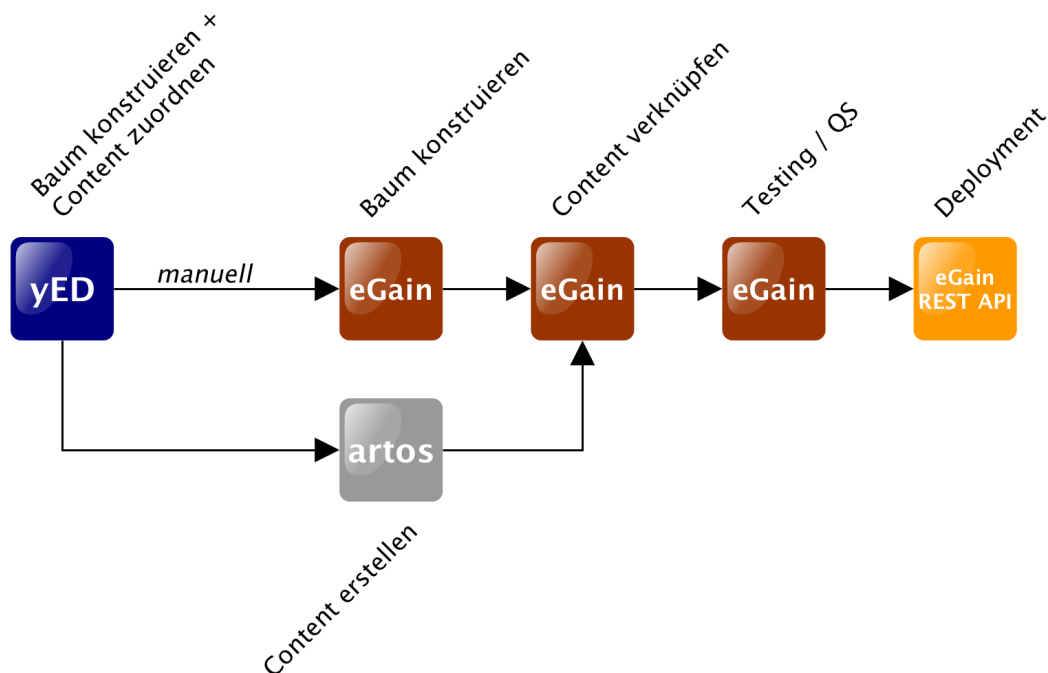 Baum konstruieren +
Content zuordnen
Baum konstruieren
Content verknüpfen
Testing / QS
Deployment
yED
manuell
eGain
eGain
eGain
eGain
REST API
artos
Content erstellen